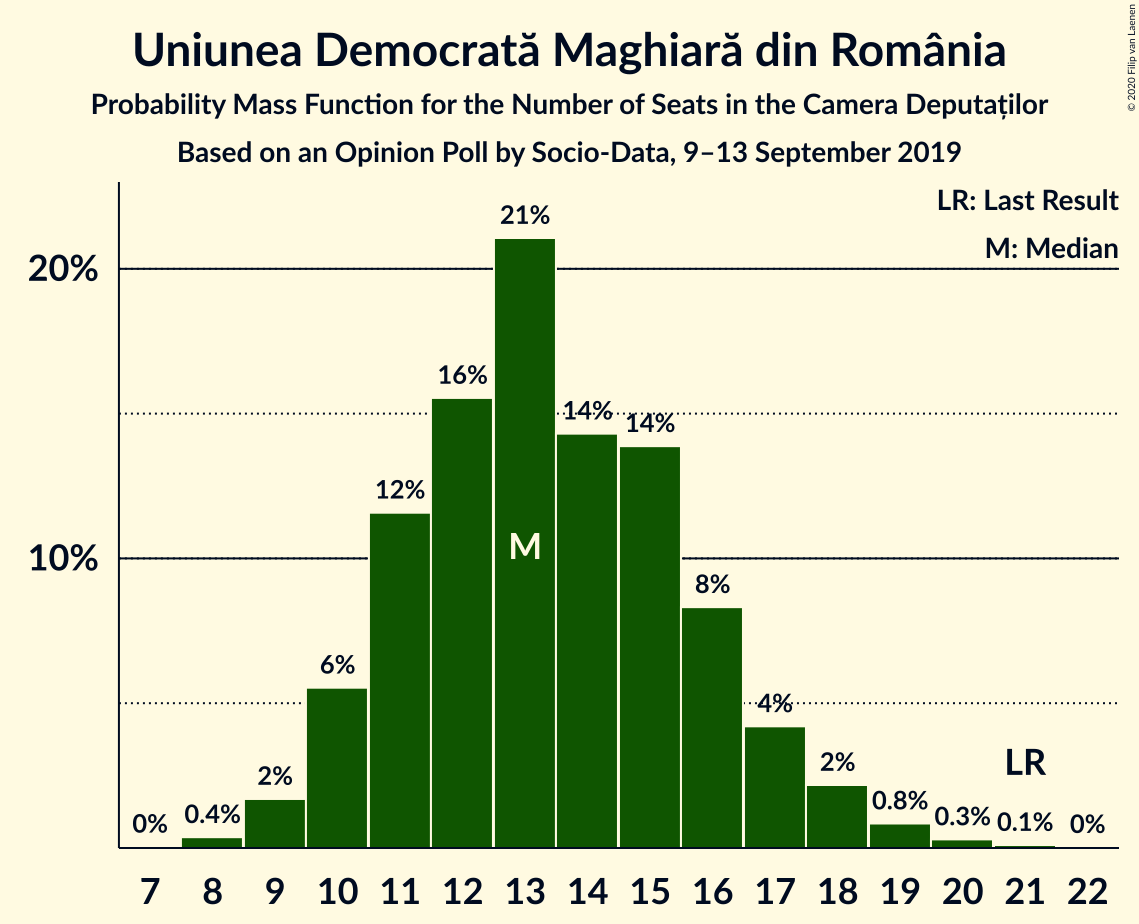 Uniunea Democrată Maghiară din România
Probability Mass Function for the Number of Seats in the Camera Deputaților
Based on an Opinion Poll by Socio-Data, 9–13 September 2019
© 2020 Filip van Laenen
LR: Last Result
M: Median
20%
10%
0%
0.4%
2%
6%
12%
16%
21%
14%
14%
8%
4%
2%
0.8%
0.3%
0.1%
0%
M
LR
7 8 9 10 11 12 13 14 15 16 17 18 19 20 21 22